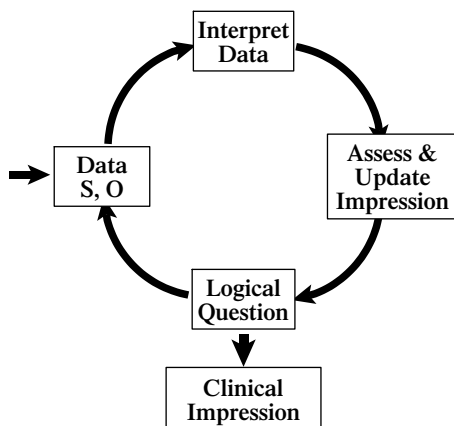 Interpret
Data
Data
S, O
Assess &
Update
Impression
Logical
Question
Clinical
Impression